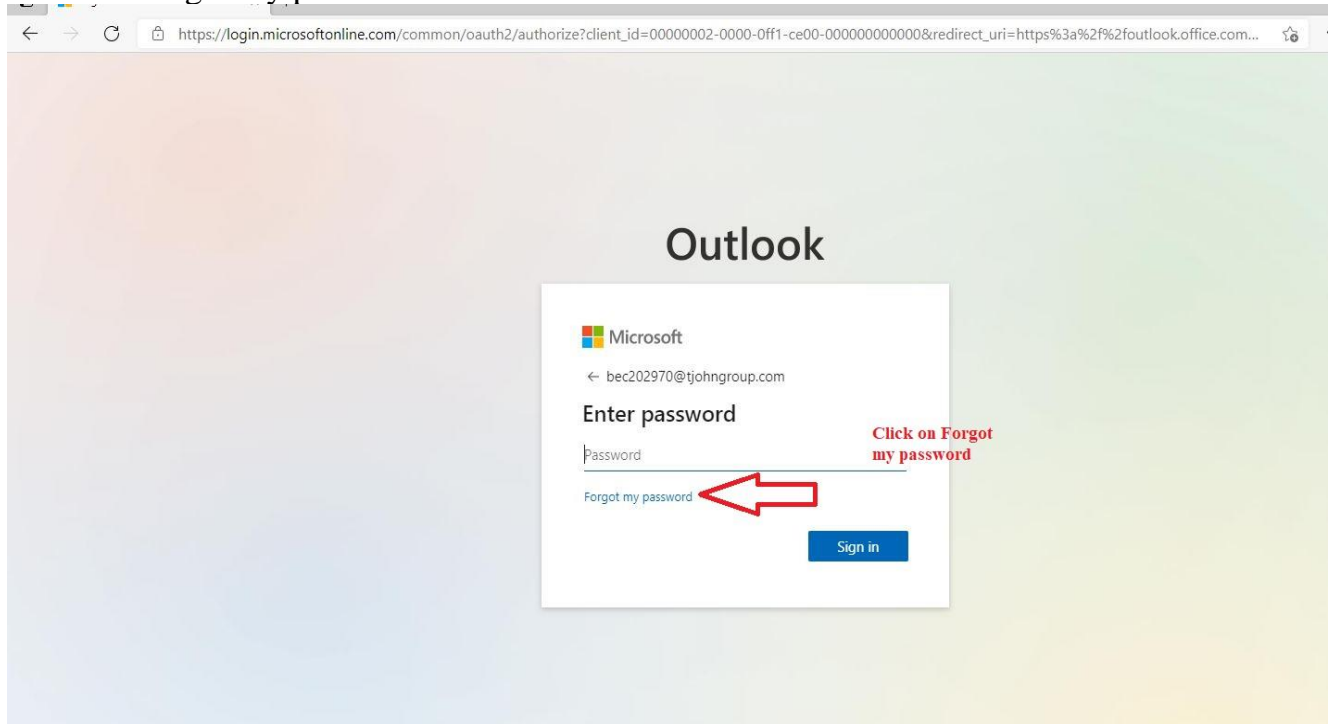 https://login.microsoftonline.com/common/oauth2/authorize?client_id=00000002-0000-0ff1-ce00-000000000000&redirect_uri=https%3a%2f%2foutlook.office.com...
Outlook
Microsoft
← bec202970@tjohngroup.com
Enter password
Click on Forgot
my password
Password
Forgot my password
Sign in